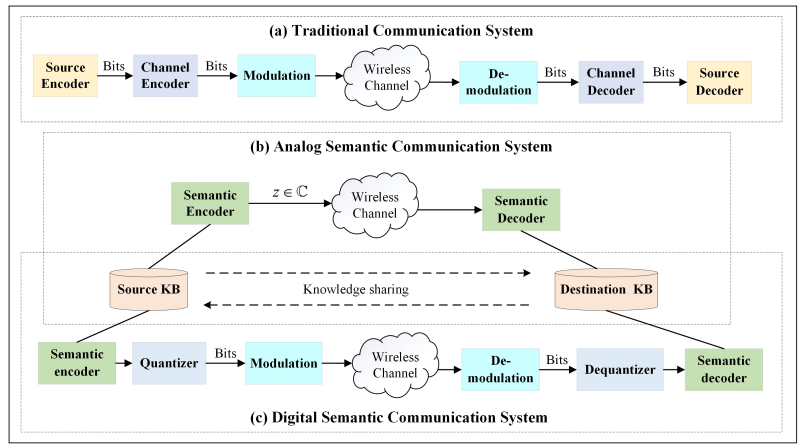 (a) Traditional Communication System
Source
Encoder
Bits
Channel
Encoder
Bits
Modulation
Wireless
Channel
De-
modulation
Bits
Channel
Decoder
Bits
Source
Decoder
(b) Analog Semantic Communication System
Semantic
Encoder
z ∈ ℂ
Wireless
Channel
Semantic
Decoder
Source KB
Knowledge sharing
Destination KB
Semantic
encoder
Quantizer
Bits
Modulation
Wireless
Channel
De-
modulation
Bits
Dequantizer
Semantic
decoder
(c) Digital Semantic Communication System